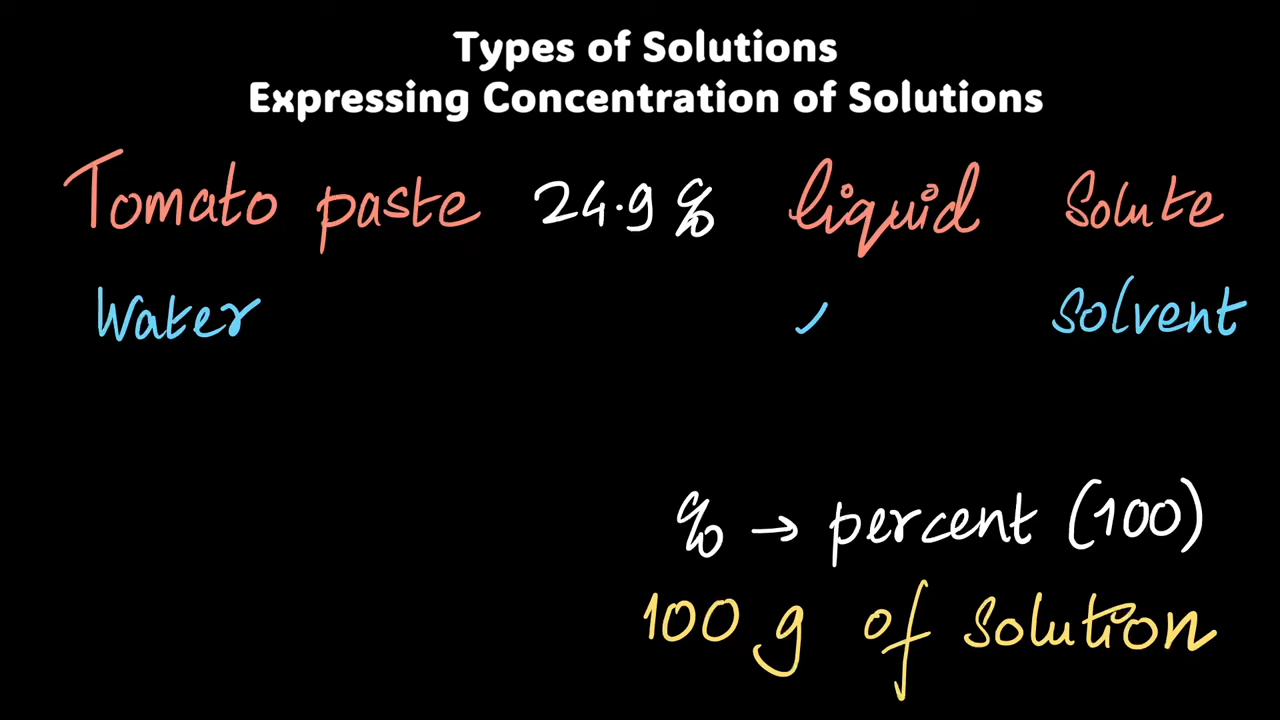 Types of Solutions
Expressing Concentration of Solutions
Tomato paste 24.9 % liquid Solute
Water Solvent
% → percent (100)
100 g of solution